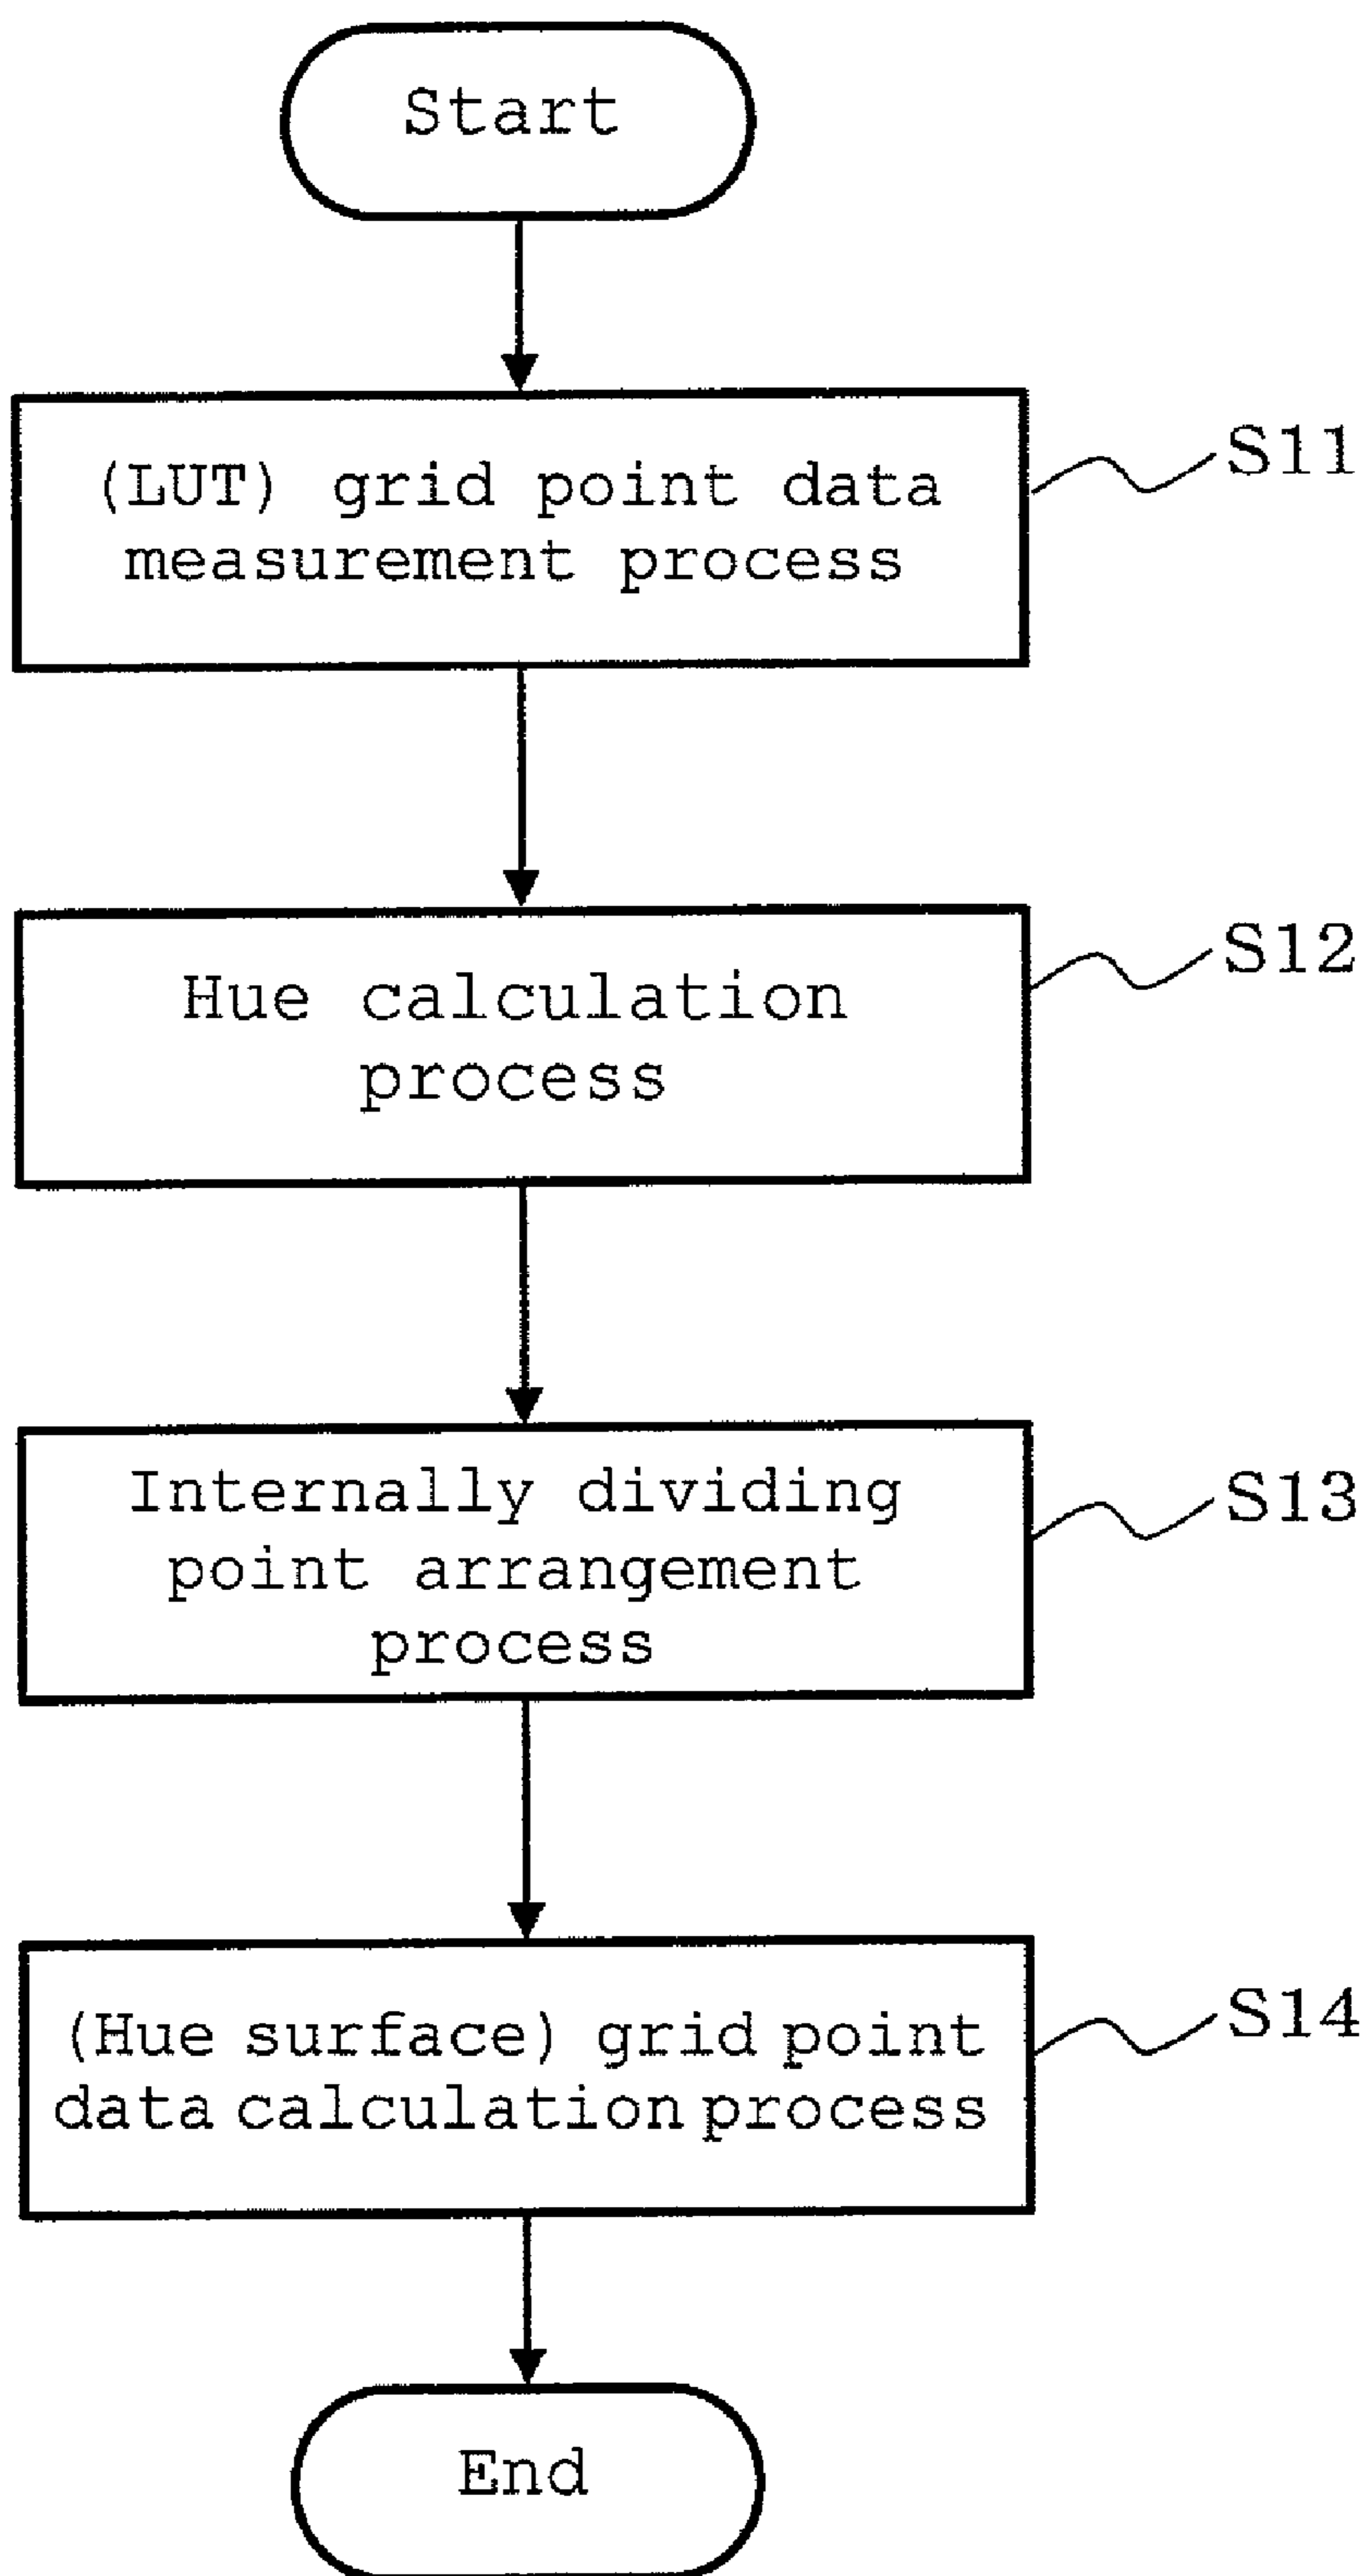 Start
(LUT) grid point data
measurement process
S11
Hue calculation
process
S12
Internally dividing
point arrangement
process
S13
(Hue surface) grid point
data calculation process
S14
End